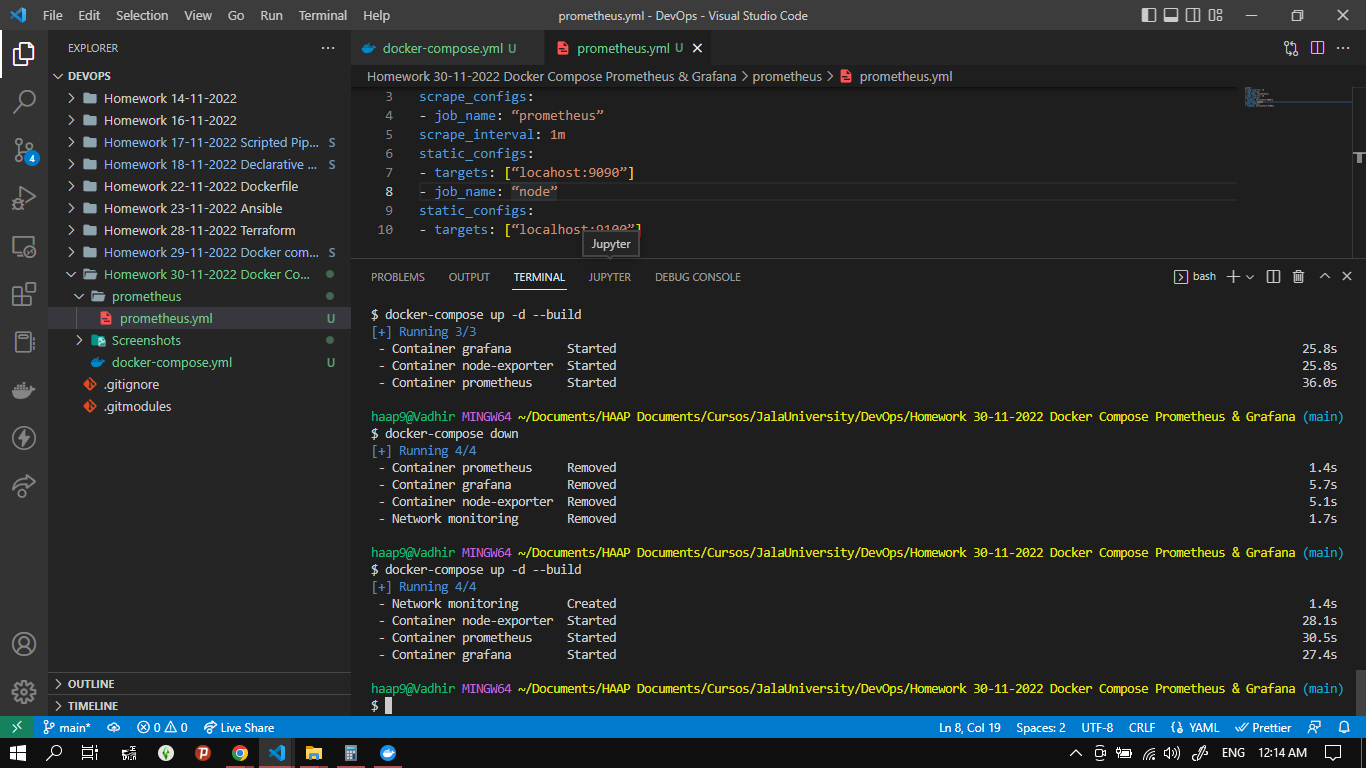 File Edit Selection View Go Run Terminal Help prometheus.yml - DevOps - Visual Studio Code
EXPLORER
DEVOPS
Homework 14-11-2022
Homework 16-11-2022
Homework 17-11-2022 Scripted Pip... S
Homework 18-11-2022 Declarative ... S
Homework 22-11-2022 Dockerfile
Homework 23-11-2022 Ansible
Homework 28-11-2022 Terraform
Homework 29-11-2022 Docker com... S
Homework 30-11-2022 Docker Co...
prometheus
prometheus.yml U
Screenshots
docker-compose.yml U
.gitignore
.gitmodules
OUTLINE
TIMELINE
4
docker-compose.yml U prometheus.yml U
Homework 30-11-2022 Docker Compose Prometheus & Grafana > prometheus > prometheus.yml
3 scrape_configs:
4 - job_name: “prometheus”
5 scrape_interval: 1m
6 static_configs:
7 - targets: [“locahost:9090”]
8 - job_name: “node”
9 static_configs:
10 - targets: [“localhost:9100”]
Jupyter
PROBLEMS OUTPUT TERMINAL JUPYTER DEBUG CONSOLE bash
$ docker-compose up -d --build
[+] Running 3/3
- Container grafana Started 25.8s
- Container node-exporter Started 25.8s
- Container prometheus Started 36.0s
haap9@Vadhir MINGW64 ~/Documents/HAAP Documents/Cursos/JalaUniversity/DevOps/Homework 30-11-2022 Docker Compose Prometheus & Grafana (main)
$ docker-compose down
[+] Running 4/4
- Container prometheus Removed 1.4s
- Container grafana Removed 5.7s
- Container node-exporter Removed 5.1s
- Network monitoring Removed 1.7s
haap9@Vadhir MINGW64 ~/Documents/HAAP Documents/Cursos/JalaUniversity/DevOps/Homework 30-11-2022 Docker Compose Prometheus & Grafana (main)
$ docker-compose up -d --build
[+] Running 4/4
- Network monitoring Created 1.4s
- Container node-exporter Started 28.1s
- Container prometheus Started 30.5s
- Container grafana Started 27.4s
haap9@Vadhir MINGW64 ~/Documents/HAAP Documents/Cursos/JalaUniversity/DevOps/Homework 30-11-2022 Docker Compose Prometheus & Grafana (main)
$
main* 0 0 Live Share Ln 8, Col 19 Spaces: 2 UTF-8 CRLF YAML Prettier
ENG 12:14 AM